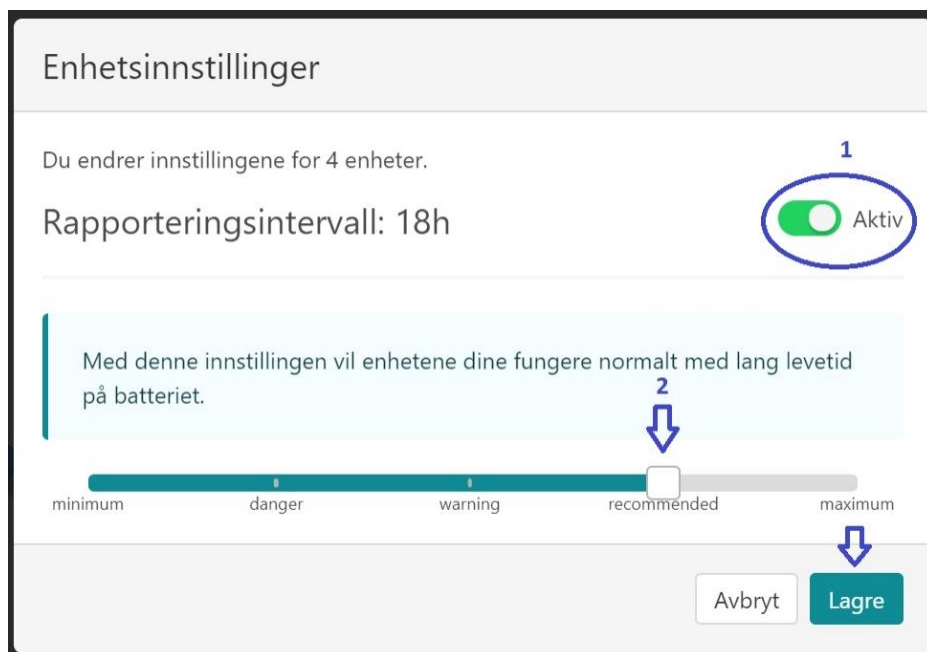 Enhetsinnstillinger
Du endrer innstillingene for 4 enheter.
1
Rapporteringsintervall: 18h
Aktiv
Med denne innstillingen vil enhetene dine fungere normalt med lang levetid
på batteriet.
2
minimum danger warning recommended maximum
Avbryt Lagre